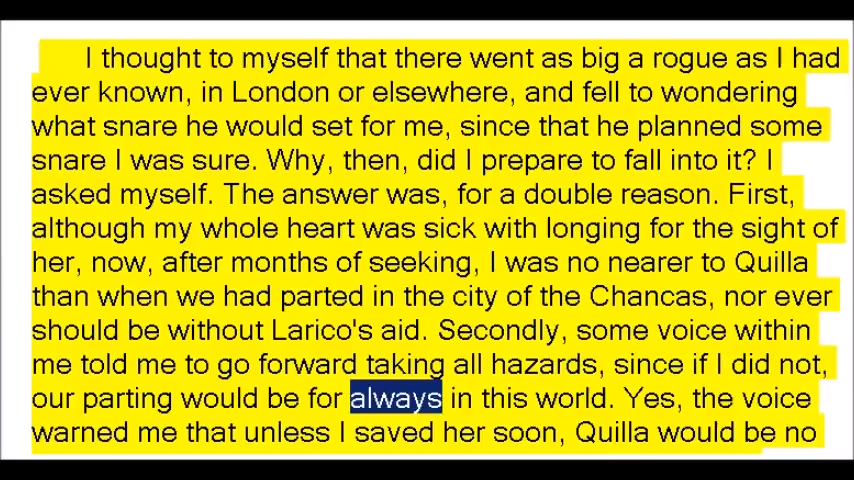 I thought to myself that there went as big a rogue as I had
ever known, in London or elsewhere, and fell to wondering
what snare he would set for me, since that he planned some
snare I was sure. Why, then, did I prepare to fall into it? I
asked myself. The answer was, for a double reason. First,
although my whole heart was sick with longing for the sight of
her, now, after months of seeking, I was no nearer to Quilla
than when we had parted in the city of the Chancas, nor ever
should be without Larico's aid. Secondly, some voice within
me told me to go forward taking all hazards, since if I did not,
our parting would be for always in this world. Yes, the voice
warned me that unless I saved her soon, Quilla would be no